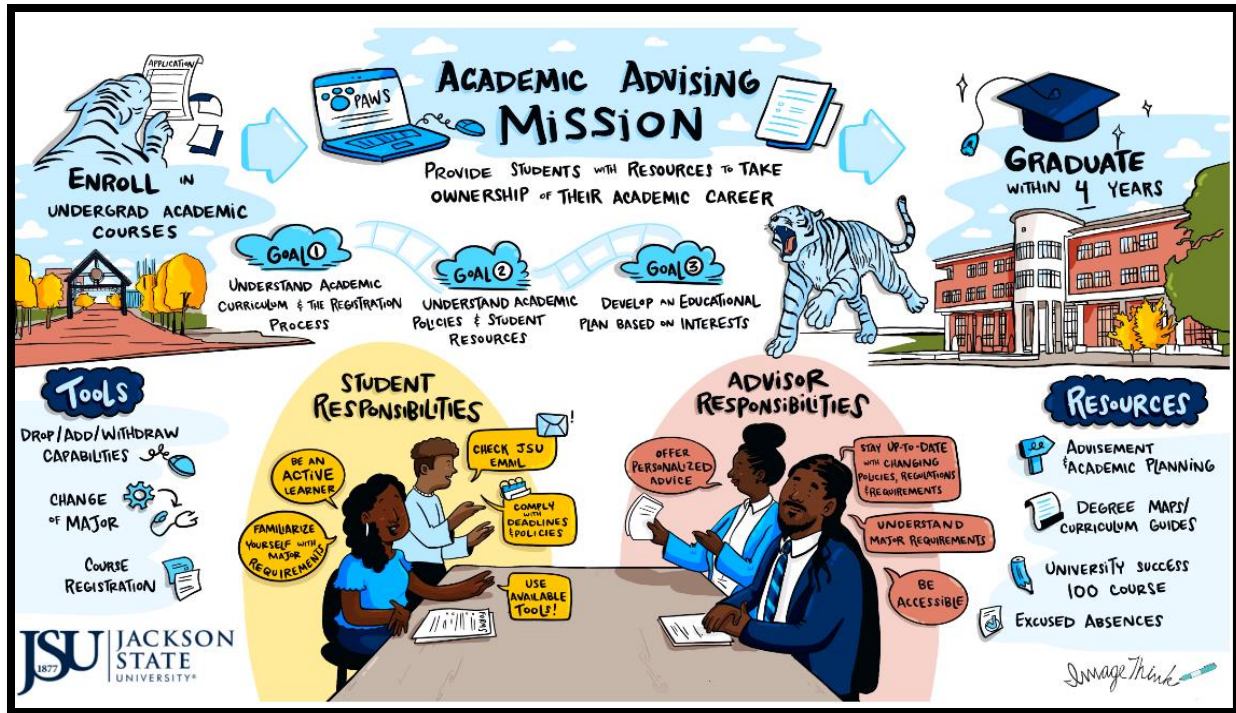 APPLICATION
ENROLL IN
UNDERGRAD ACADEMIC
COURSES
PAWS
ACADEMIC ADVISING
MISSION
PROVIDE STUDENTS WITH RESOURCES TO TAKE
OWNERSHIP OF THEIR ACADEMIC CAREER
GRADUATE
WITHIN 4 YEARS
GOAL 1
UNDERSTAND ACADEMIC
CURRICULUM & THE REGISTRATION
PROCESS
GOAL 2
UNDERSTAND ACADEMIC
POLICIES & STUDENT
RESOURCES
GOAL 3
DEVELOP AN EDUCATIONAL
PLAN BASED ON INTERESTS
TOOLS
DROP/ADD/WITHDRAW
CAPABILITIES
CHANGE
OF MAJOR
COURSE
REGISTRATION
STUDENT
RESPONSIBILITIES
BE AN
ACTIVE
LEARNER
FAMILIARIZE
YOURSELF WITH
MAJOR
REQUIREMENTS
CHECK JSU
EMAIL
!
COMPLY WITH
DEADLINES
& POLICIES
USE
AVAILABLE
TOOLS!
FORMS
ADVISOR
RESPONSIBILITIES
OFFER
PERSONALIZED
ADVICE
STAY UP-TO-DATE
WITH CHANGING
POLICIES, REGULATIONS
& REQUIREMENTS
UNDERSTAND
MAJOR REQUIREMENTS
BE
ACCESSIBLE
RESOURCES
ADVISEMENT
& ACADEMIC PLANNING
DEGREE MAPS/
CURRICULUM GUIDES
UNIVERSITY SUCCESS
100 COURSE
EXCUSED ABSENCES
JSU
1877
JACKSON
STATE
UNIVERSITY®
ImageThink